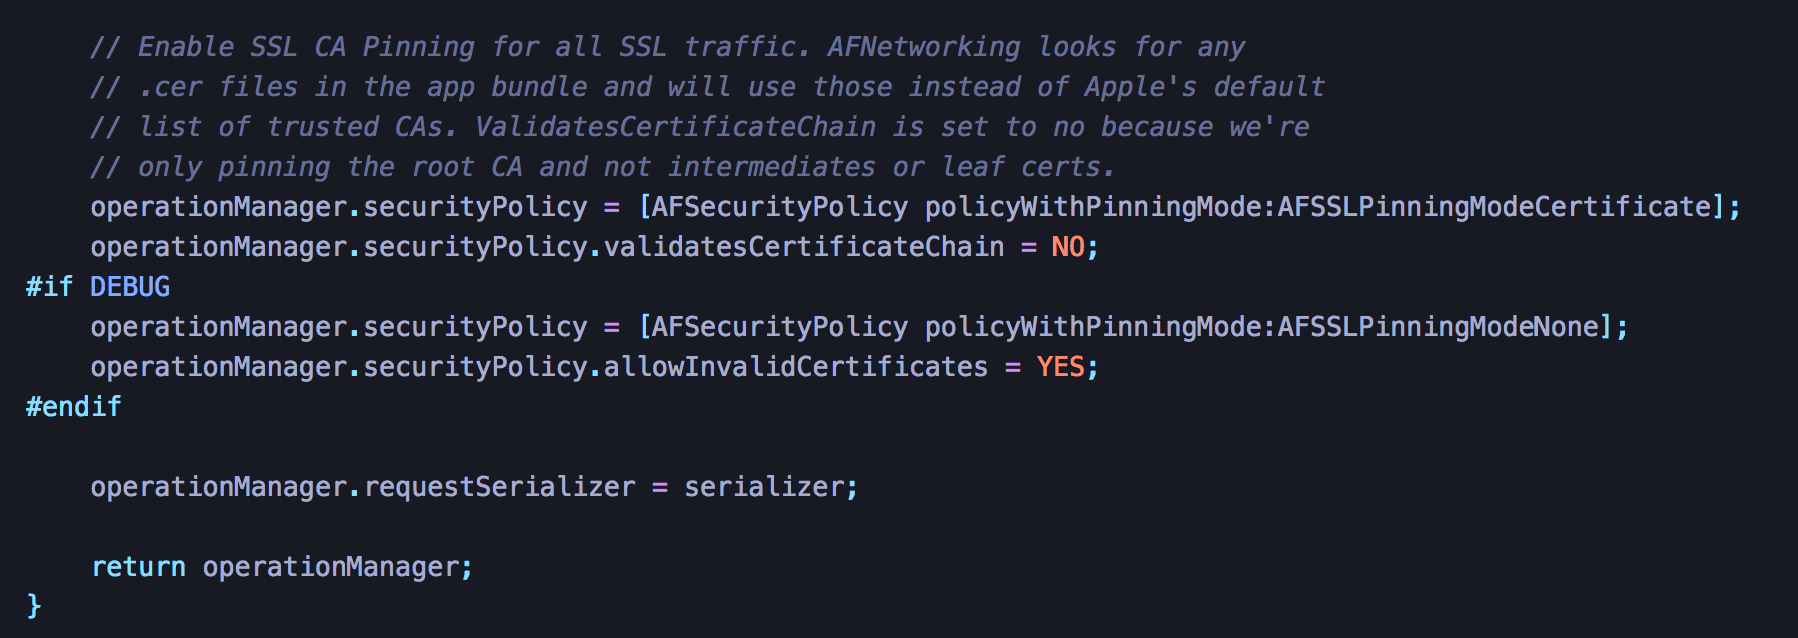 // Enable SSL CA Pinning for all SSL traffic. AFNetworking looks for any
// .cer files in the app bundle and will use those instead of Apple's default
// list of trusted CAs. ValidatesCertificateChain is set to no because we're
// only pinning the root CA and not intermediates or leaf certs.
operationManager.securityPolicy = [AFSecurityPolicy policyWithPinningMode:AFSSLPinningModeCertificate];
operationManager.securityPolicy.validatesCertificateChain = NO;
#if DEBUG
operationManager.securityPolicy = [AFSecurityPolicy policyWithPinningMode:AFSSLPinningModeNone];
operationManager.securityPolicy.allowInvalidCertificates = YES;
#endif
operationManager.requestSerializer = serializer;
return operationManager;
}